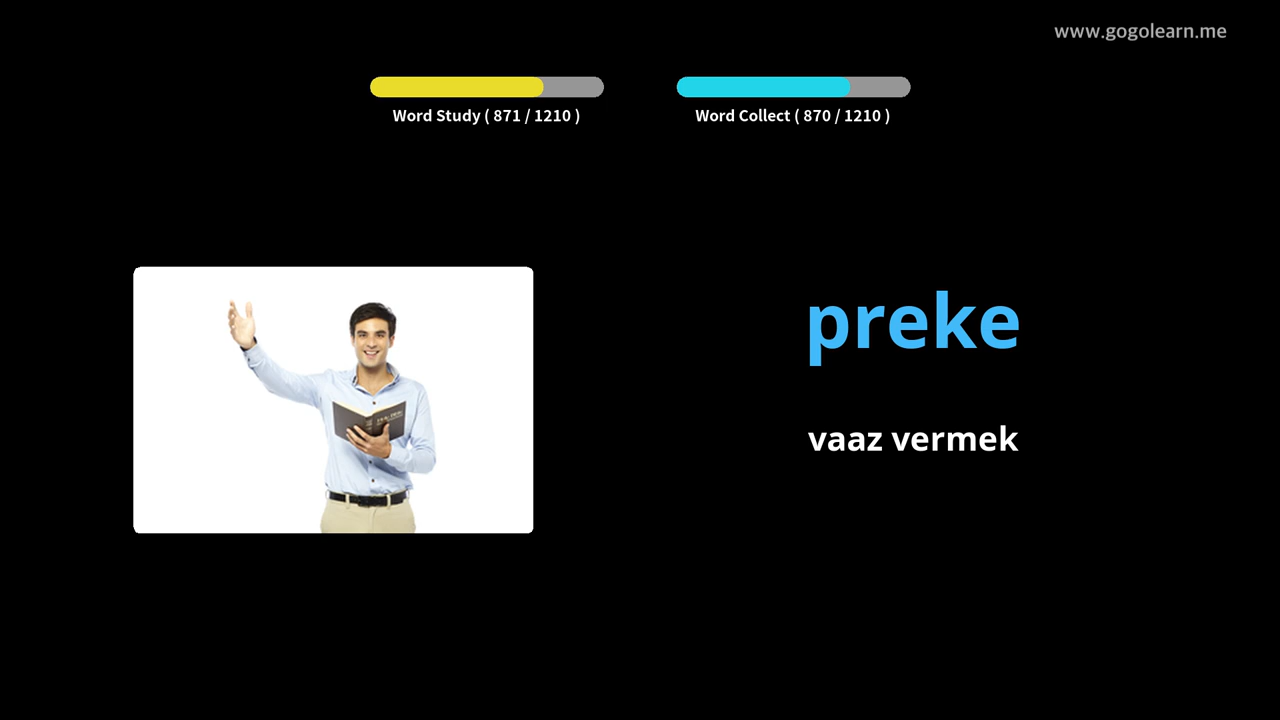 www.gogolearn.me
Word Study ( 871 / 1210 )
Word Collect ( 870 / 1210 )
preke
vaaz vermek